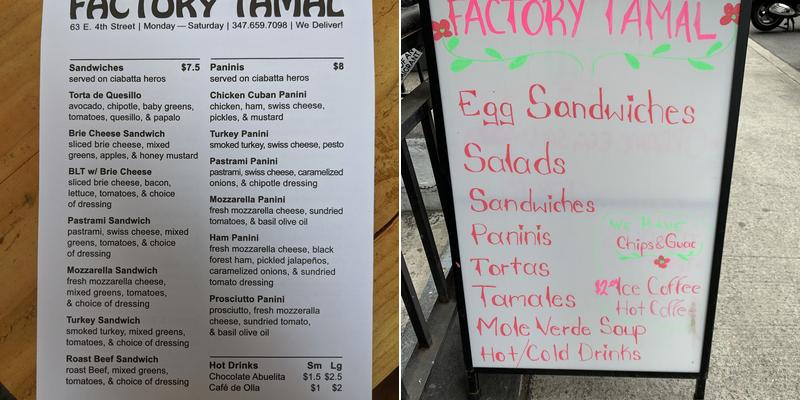 FACTORY TAMAL
63 E. 4th Street | Monday — Saturday | 347.659.7098 | We Deliver!
Sandwiches $7.5
served on ciabatta heros
Torta de Quesillo
avocado, chipotle, baby greens,
tomatoes, quesillo, & papalo
Brie Cheese Sandwich
sliced brie cheese, mixed
greens, apples, & honey mustard
BLT w/ Brie Cheese
sliced brie cheese, bacon,
lettuce, tomatoes, & choice
of dressing
Pastrami Sandwich
pastrami, swiss cheese, mixed
greens, tomatoes, & choice
of dressing
Mozzarella Sandwich
fresh mozzarella cheese,
mixed greens, tomatoes,
& choice of dressing
Turkey Sandwich
smoked turkey, mixed greens,
tomatoes, & choice of dressing
Roast Beef Sandwich
roast Beef, mixed greens,
tomatoes, & choice of dressing
Paninis $8
served on ciabatta heros
Chicken Cuban Panini
chicken, ham, swiss cheese,
pickles, & mustard
Turkey Panini
smoked turkey, swiss cheese, pesto
Pastrami Panini
pastrami, swiss cheese, caramelized
onions, & chipotle dressing
Mozzarella Panini
fresh mozzarella cheese, sundried
tomatoes, & basil olive oil
Ham Panini
fresh mozzarella cheese, black
forest ham, pickled jalapeños,
caramelized onions, & sundried
tomato dressing
Prosciutto Panini
prosciutto, fresh mozzeralla
cheese, sundried tomato,
& basil olive oil
Hot Drinks Sm Lg
Chocolate Abuelita $1.5 $2.5
Café de Olla $1 $2
FACTORY TAMAL
Egg Sandwiches
Salads
Sandwiches
Paninis
Tortas
Tamales
Mole Verde Soup
Hot/Cold Drinks
We Have
Chips & Guac
Ice Coffee
Hot Coffee